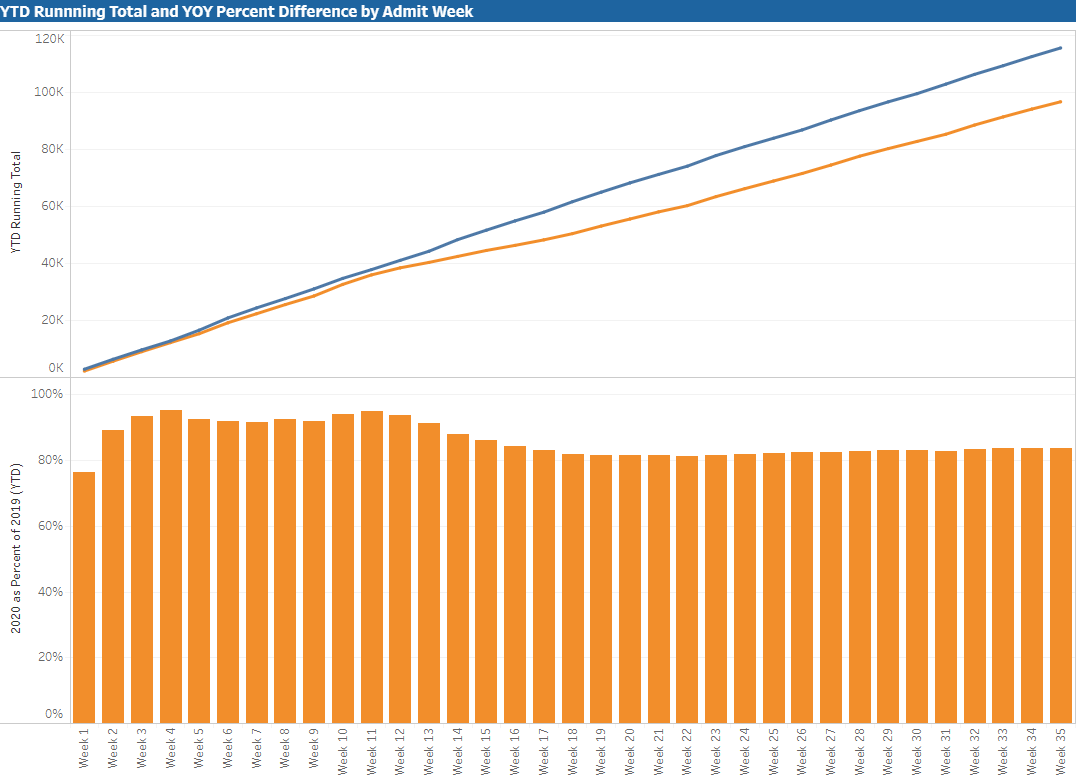 YTD Runnning Total and YOY Percent Difference by Admit Week
120K
100K
80K
60K
40K
20K
0K
YTD Running Total
100%
80%
60%
40%
20%
0%
2020 as Percent of 2019 (YTD)
Week 1
Week 2
Week 3
Week 4
Week 5
Week 6
Week 7
Week 8
Week 9
Week 10
Week 11
Week 12
Week 13
Week 14
Week 15
Week 16
Week 17
Week 18
Week 19
Week 20
Week 21
Week 22
Week 23
Week 24
Week 25
Week 26
Week 27
Week 28
Week 29
Week 30
Week 31
Week 32
Week 33
Week 34
Week 35